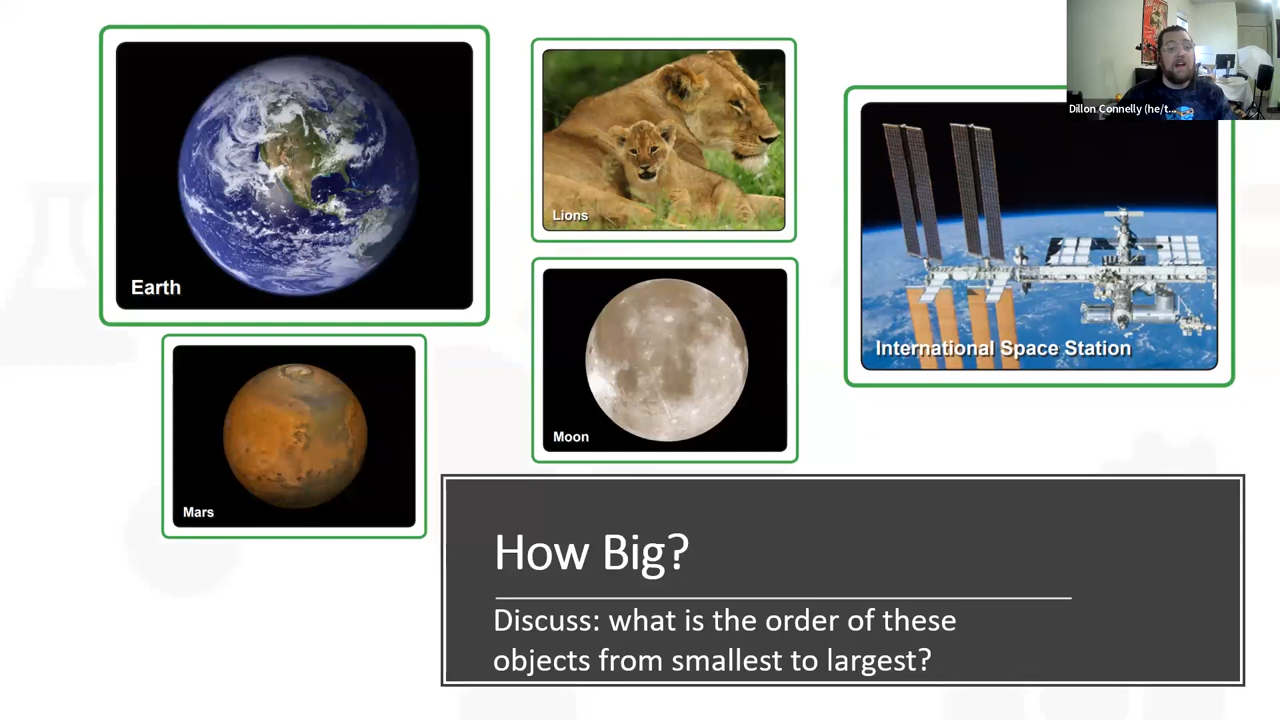 Earth
Lions
Dillon Connelly (he/t...
International Space Station
Moon
Mars
How Big?
Discuss: what is the order of these
objects from smallest to largest?